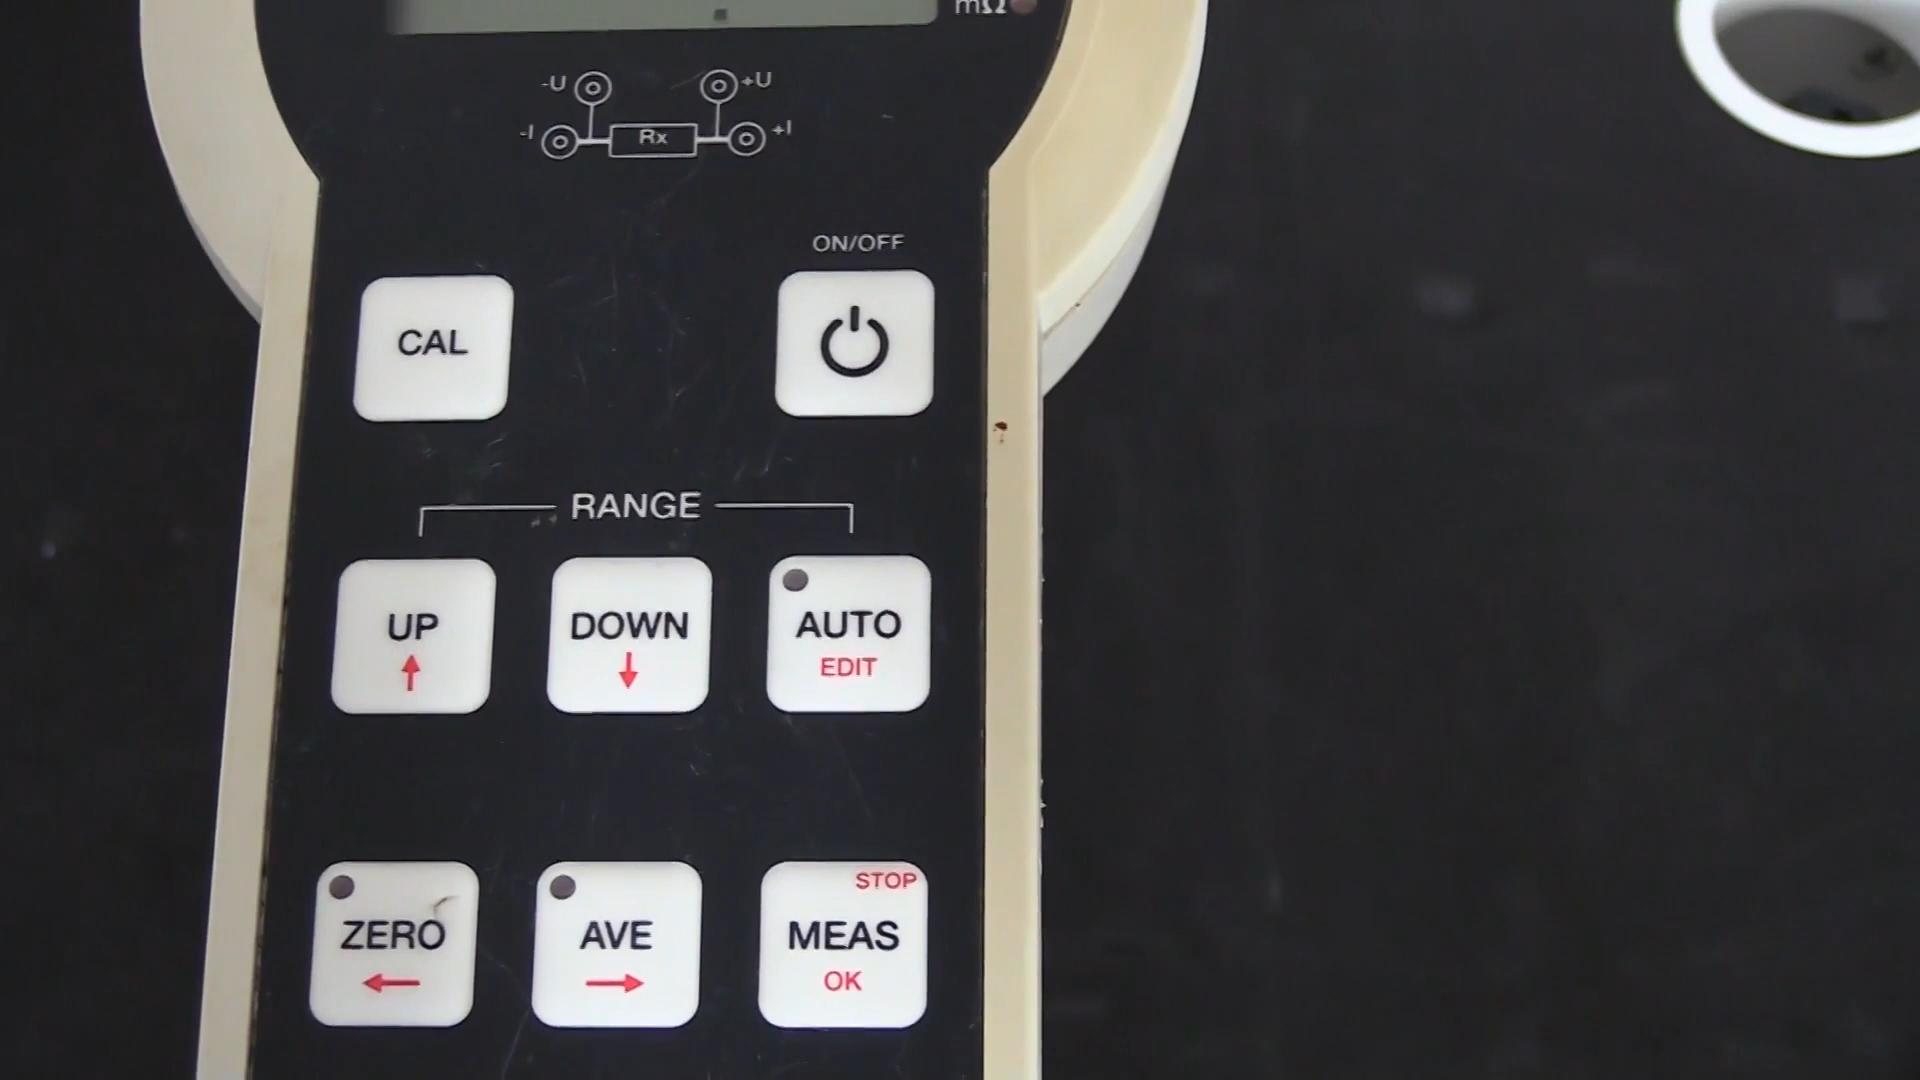 mΩ
-U +U
-I Rx +I
ON/OFF
CAL
RANGE
UP DOWN AUTO
↑ ↓ EDIT
STOP
ZERO AVE MEAS
← → OK